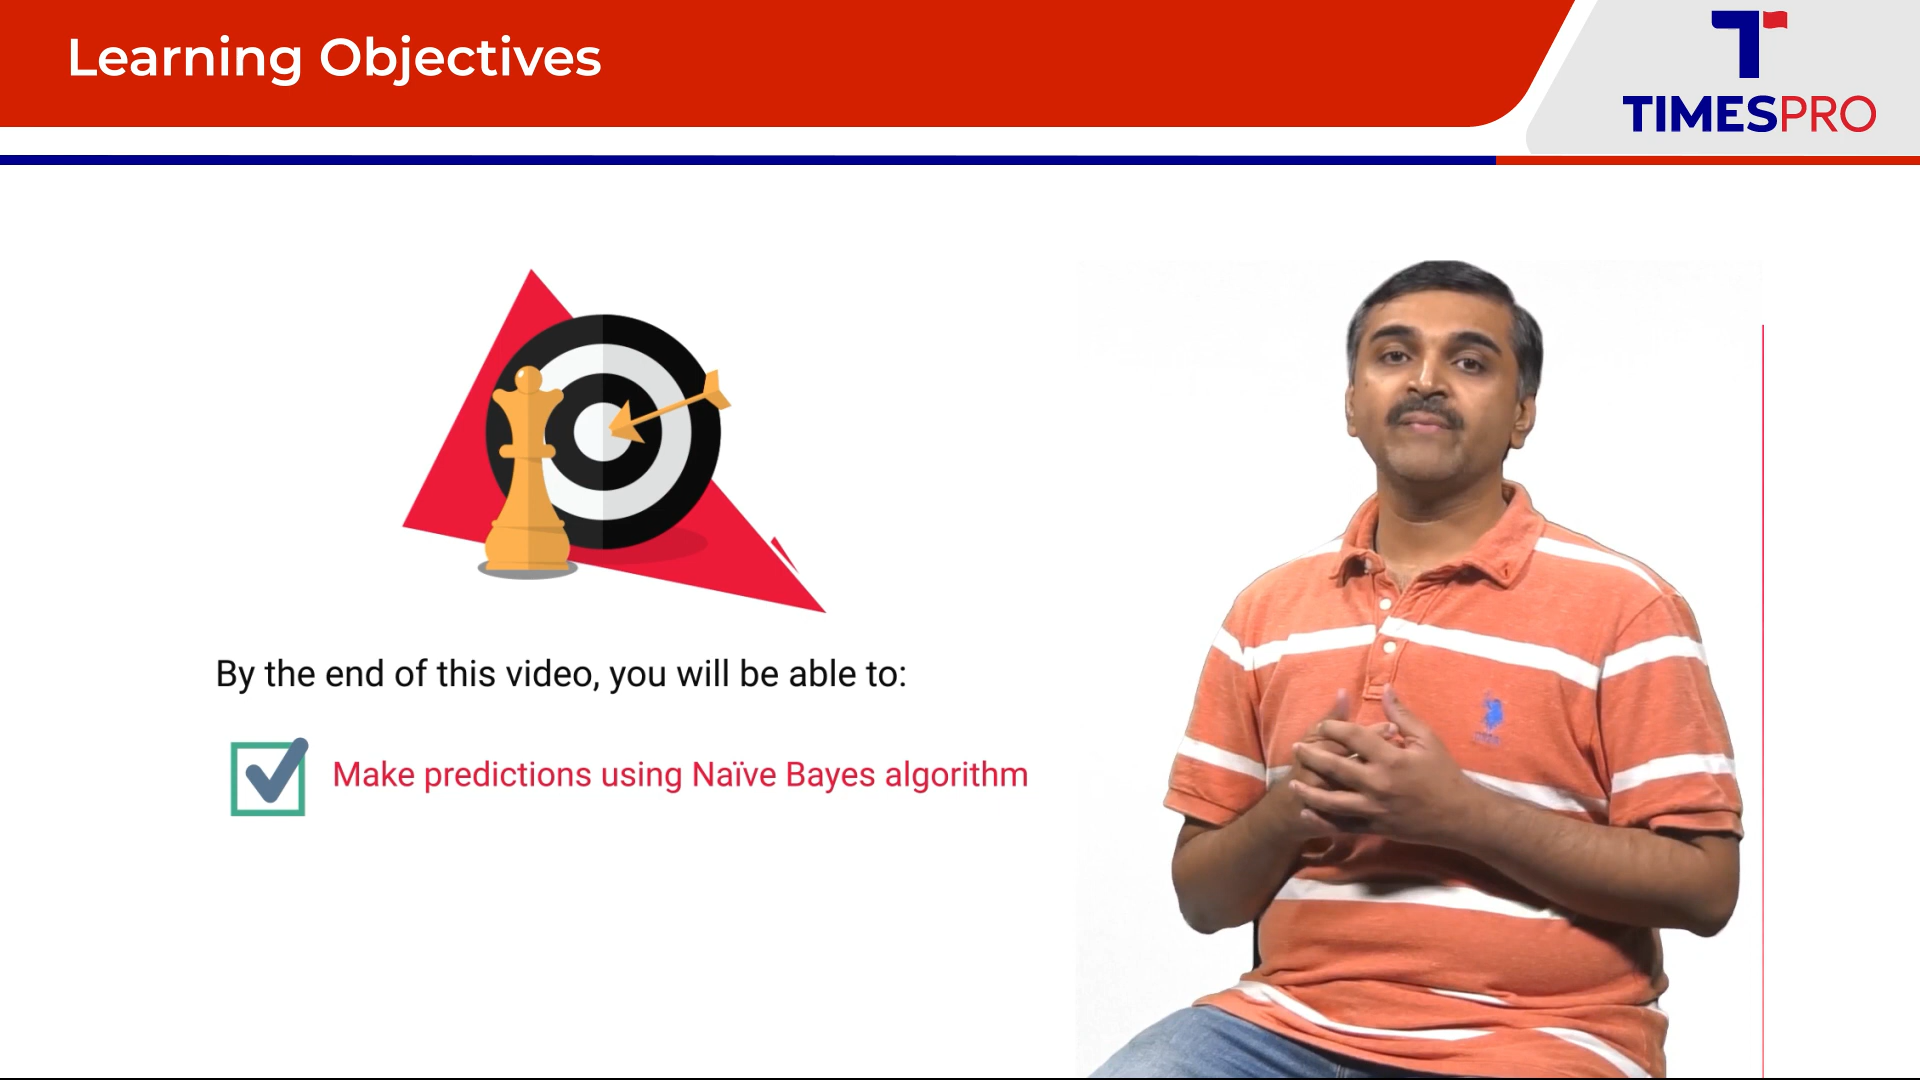 Learning Objectives
TIMESPRO
By the end of this video, you will be able to:
Make predictions using Naïve Bayes algorithm